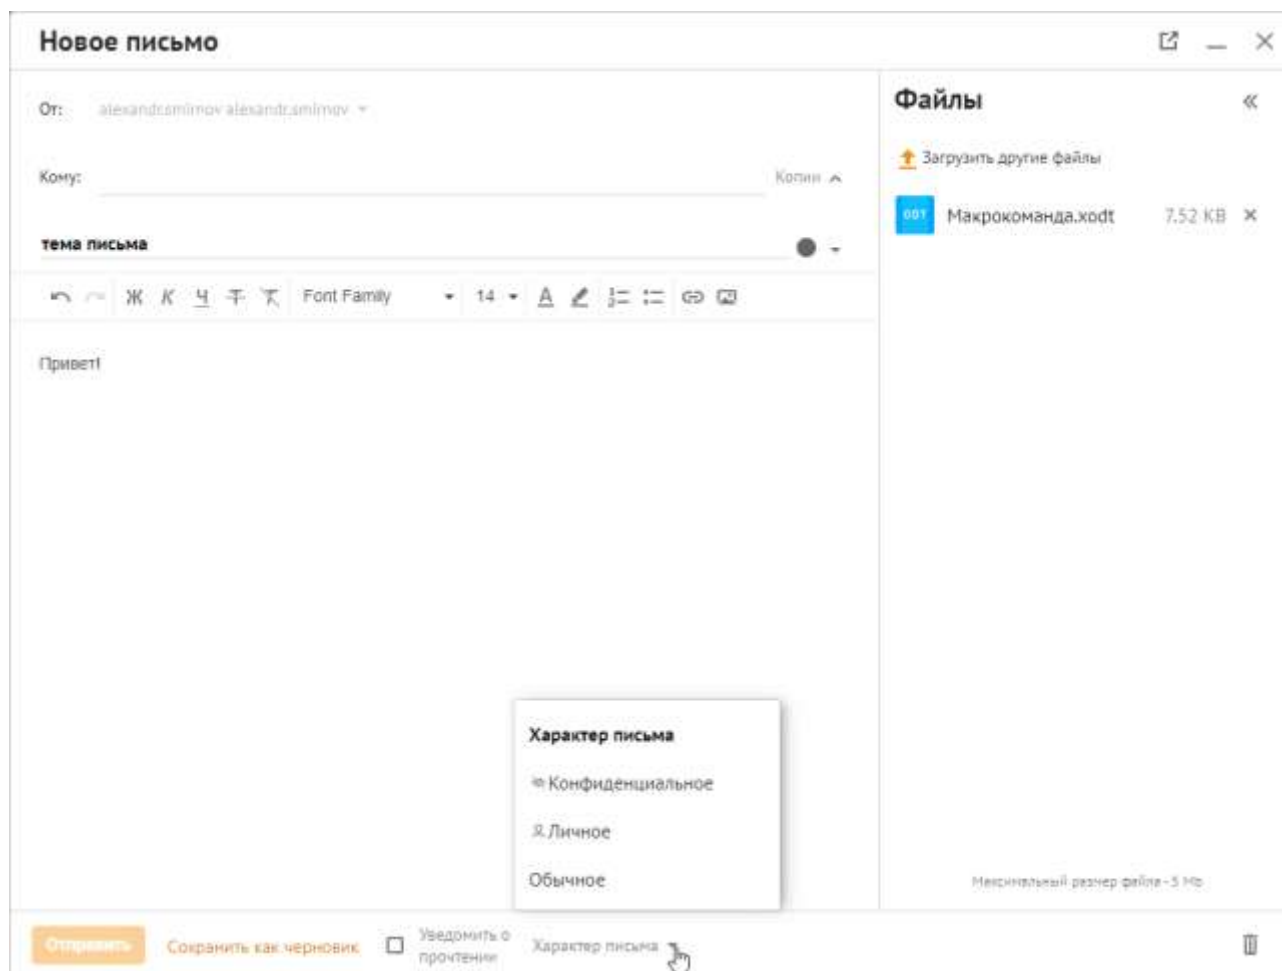 Новое письмо
От: alexandr.smirnov alexandr.smirnov
Кому: Копии
тема письма
Ж К Ч Т Т Font Family 14 A
Привет!
Файлы
Загрузить другие файлы
ODT Макрокоманда.xodt 7.52 KB
Максимальный размер файла - 5 Mb
Характер письма
Конфиденциальное
Личное
Обычное
Отправить Сохранить как черновик Уведомить о
прочтении Характер письма